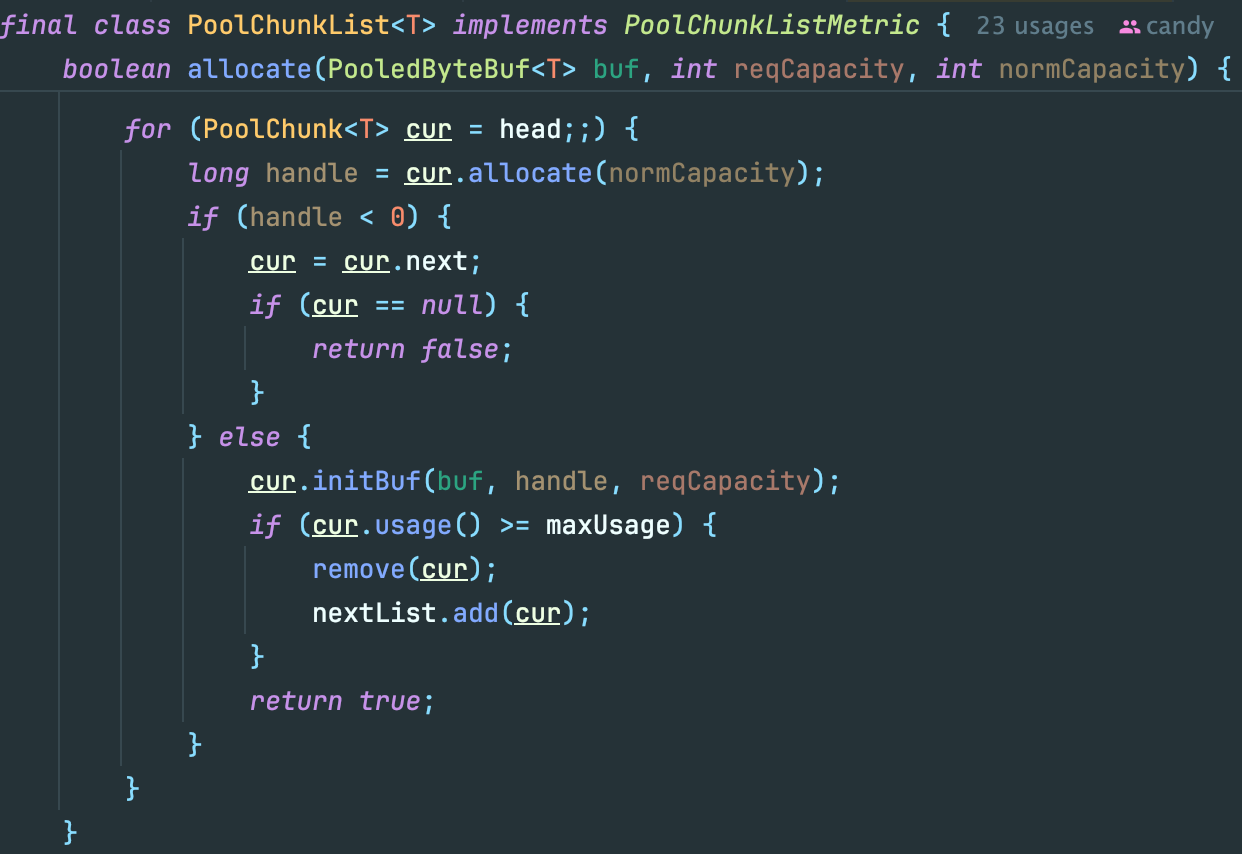 final class PoolChunkList<T> implements PoolChunkListMetric { 23 usages candy
boolean allocate(PooledByteBuf<T> buf, int reqCapacity, int normCapacity) {
for (PoolChunk<T> cur = head;;) {
long handle = cur.allocate(normCapacity);
if (handle < 0) {
cur = cur.next;
if (cur == null) {
return false;
}
} else {
cur.initBuf(buf, handle, reqCapacity);
if (cur.usage() >= maxUsage) {
remove(cur);
nextList.add(cur);
}
return true;
}
}
}